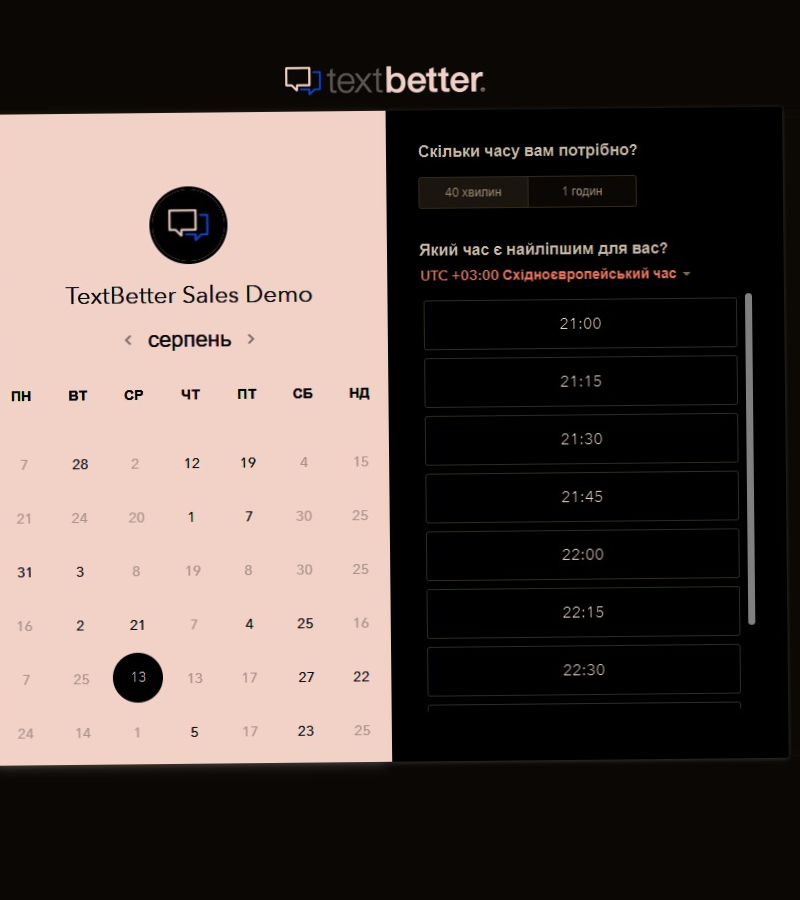 textbetter.
TextBetter Sales Demo
‹ серпень ›
ПН ВТ СР ЧТ ПТ СБ НД
7 28 2 12 19 4 15
21 24 20 1 7 30 25
31 3 8 19 8 30 25
16 2 21 7 4 25 16
7 25 13 13 17 27 22
24 14 1 5 17 23 25
Скільки часу вам потрібно?
40 хвилин 1 годин
Який час є найліпшим для вас?
UTC +03:00 Східноєвропейський час
21:00
21:15
21:30
21:45
22:00
22:15
22:30